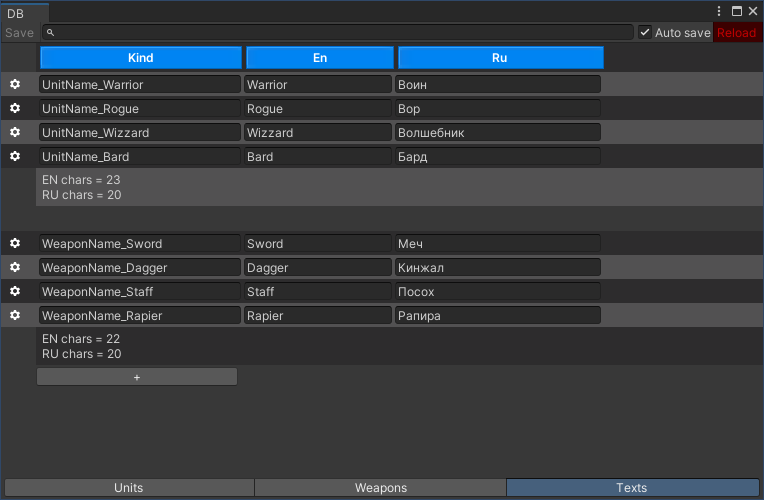 DB
Save Auto save Reload
Kind En Ru
UnitName_Warrior Warrior Воин
UnitName_Rogue Rogue Вор
UnitName_Wizzard Wizzard Волшебник
UnitName_Bard Bard Бард
EN chars = 23
RU chars = 20
WeaponName_Sword Sword Меч
WeaponName_Dagger Dagger Кинжал
WeaponName_Staff Staff Посох
WeaponName_Rapier Rapier Рапира
EN chars = 22
RU chars = 20
+
Units Weapons Texts